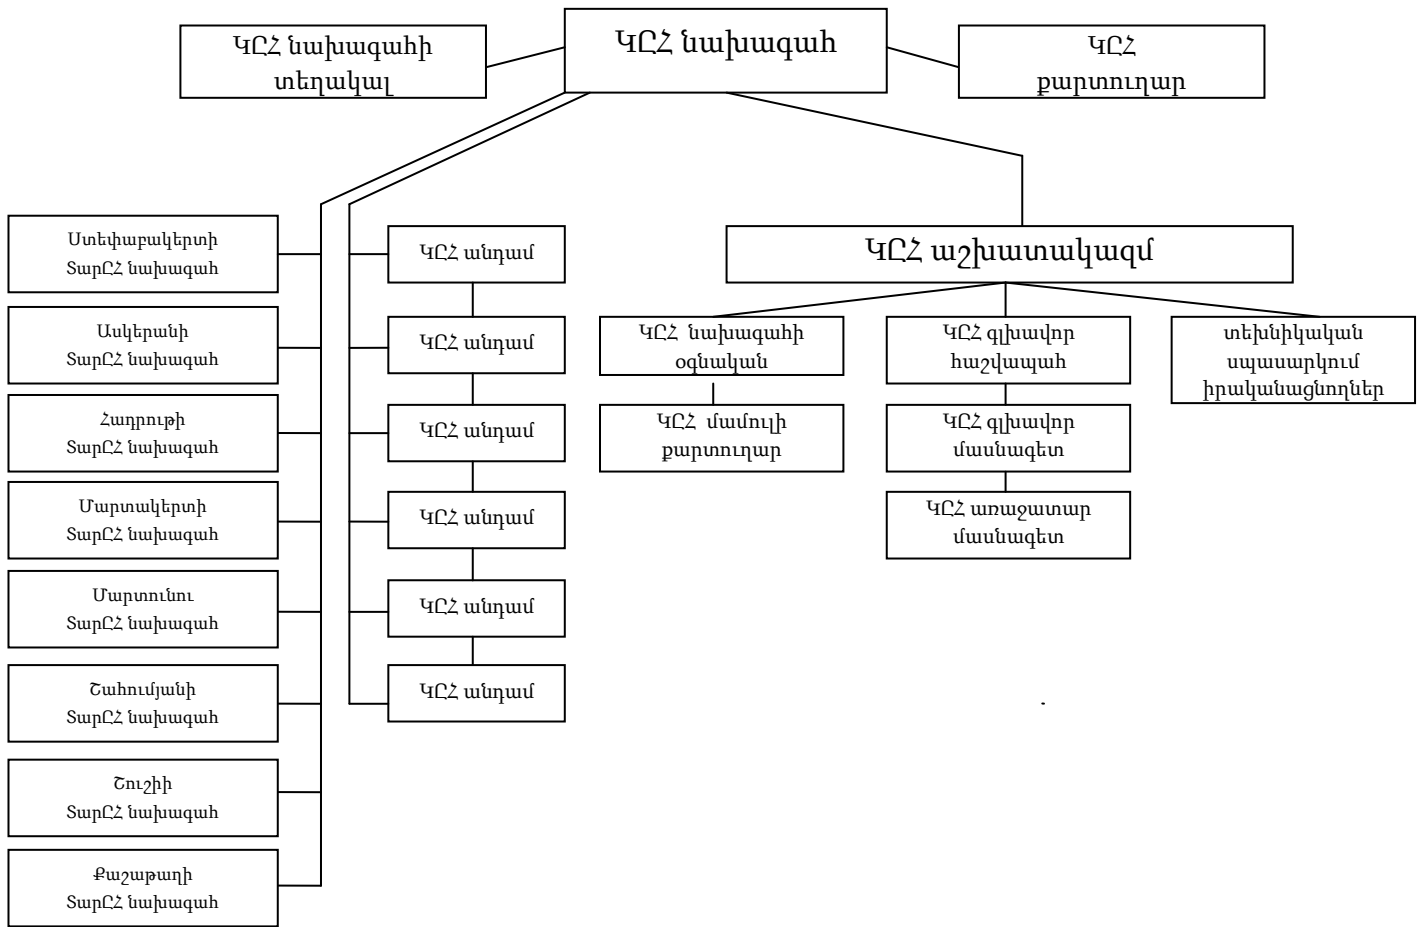 ԿԸՀ նախագահի
տեղակալ
ԿԸՀ նախագահ
ԿԸՀ
քարտուղար
Ստեփաբակերտի
ՏարԸՀ նախագահ
Ասկերանի
ՏարԸՀ նախագահ
Հադրութի
ՏարԸՀ նախագահ
Մարտակերտի
ՏարԸՀ նախագահ
Մարտունու
ՏարԸՀ նախագահ
Շահումյանի
ՏարԸՀ նախագահ
Շուշիի
ՏարԸՀ նախագահ
Քաշաթաղի
ՏարԸՀ նախագահ
ԿԸՀ անդամ
ԿԸՀ անդամ
ԿԸՀ անդամ
ԿԸՀ անդամ
ԿԸՀ անդամ
ԿԸՀ անդամ
ԿԸՀ աշխատակազմ
ԿԸՀ նախագահի
օգնական
ԿԸՀ մամուլի
քարտուղար
ԿԸՀ գլխավոր
հաշվապահ
ԿԸՀ գլխավոր
մասնագետ
ԿԸՀ առաջատար
մասնագետ
տեխնիկական
սպասարկում
իրականացնողներ